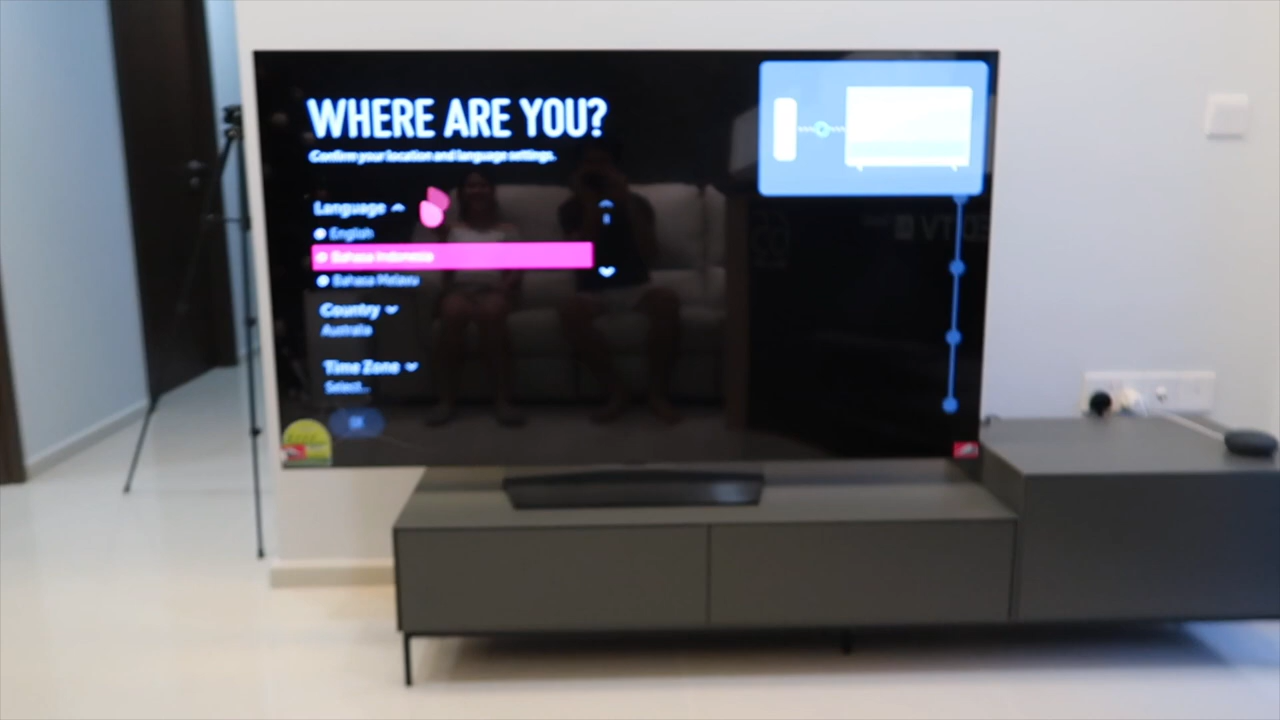 WHERE ARE YOU?
Confirm your location and language settings.
Language
English
Bahasa Indonesia
Bahasa Melayu
Country
Australia
Time Zone
Select...
OK